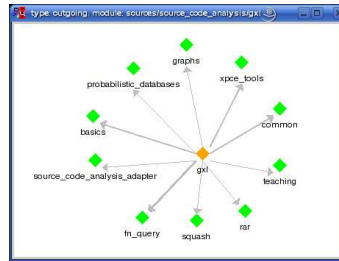 type: outgoing, module: sources/source_code_analysis/gxl
graphs
probabilistic_databases
xpce_tools
basics
common
source_code_analysis_adapter
gxl
teaching
fn_query
squash
rar